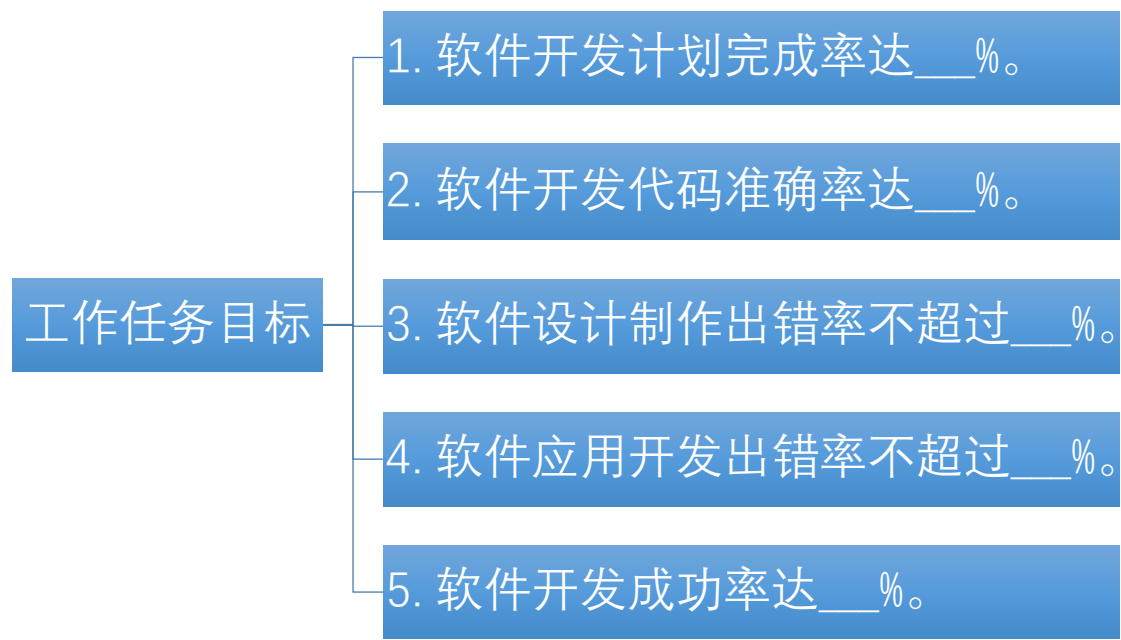 1. 软件开发计划完成率达___%。
2. 软件开发代码准确率达___%。
工作任务目标
3. 软件设计制作出错率不超过___%。
4. 软件应用开发出错率不超过___%。
5. 软件开发成功率达___%。